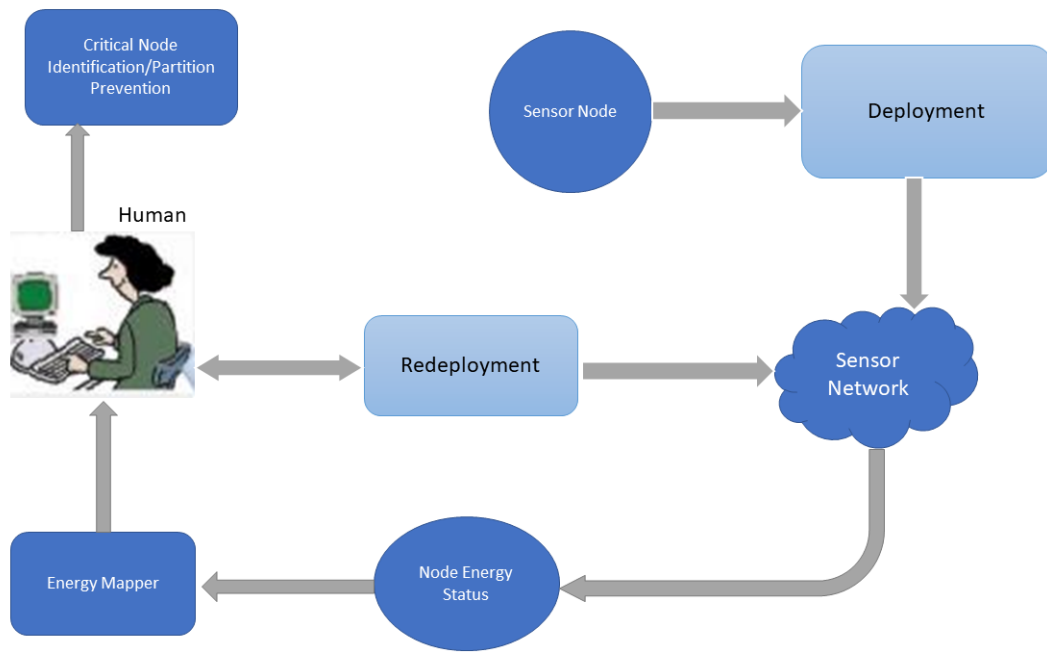 Critical Node
Identification/Partition
Prevention
Sensor Node
Deployment
Human
Redeployment
Sensor
Network
Energy Mapper
Node Energy
Status